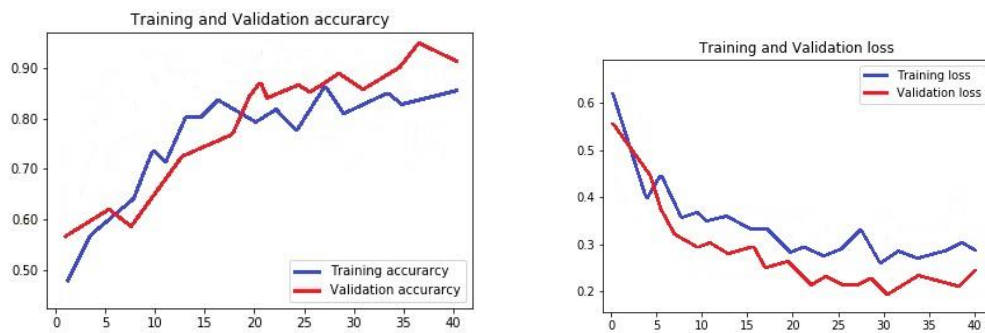 Training and Validation accurarcy
0.90
0.80
0.70
0.60
0.50
Training accurarcy
Validation accurarcy
0 5 10 15 20 25 30 35 40
Training and Validation loss
Training loss
Validation loss
0.6
0.5
0.4
0.3
0.2
0 5 10 15 20 25 30 35 40